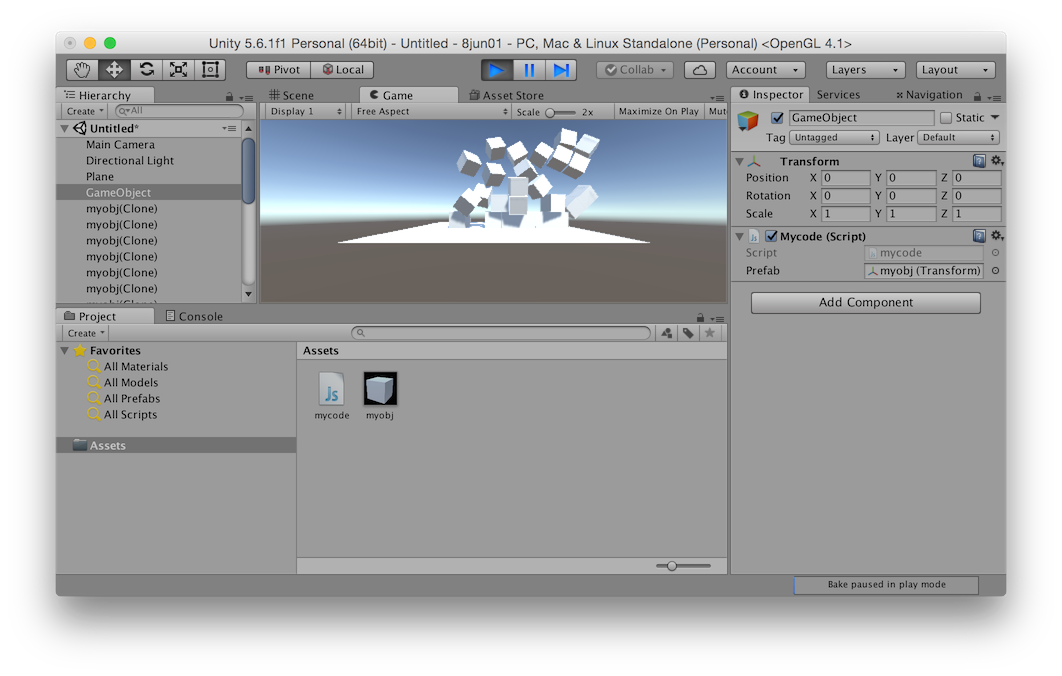 Unity 5.6.1f1 Personal (64bit) - Untitled - 8jun01 - PC, Mac & Linux Standalone (Personal) <OpenGL 4.1>
Pivot Local Collab Account Layers Layout
Hierarchy
Create All
Untitled*
Main Camera
Directional Light
Plane
GameObject
myobj(Clone)
myobj(Clone)
myobj(Clone)
myobj(Clone)
myobj(Clone)
myobj(Clone)
myobj(Clone)
Scene Game Asset Store
Display 1 Free Aspect Scale 2x Maximize On Play Mut
Inspector Services Navigation
GameObject Static
Tag Untagged Layer Default
Transform
Position X 0 Y 0 Z 0
Rotation X 0 Y 0 Z 0
Scale X 1 Y 1 Z 1
Mycode (Script)
Script mycode
Prefab myobj (Transform)
Add Component
Project Console
Create
Favorites
All Materials
All Models
All Prefabs
All Scripts
Assets
Assets
Js
mycode myobj
Bake paused in play mode